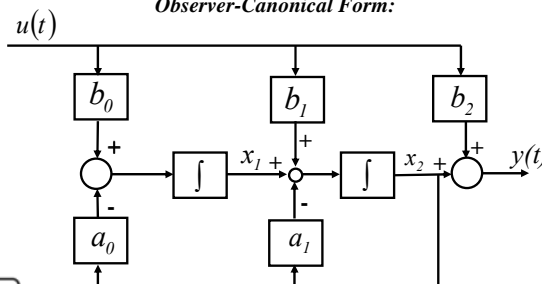 Observer-Canonical Form:
u(t)
b0 b1 b2
+ + +
∫ x1 + ∫ x2 + y(t)
- -
a0 a1